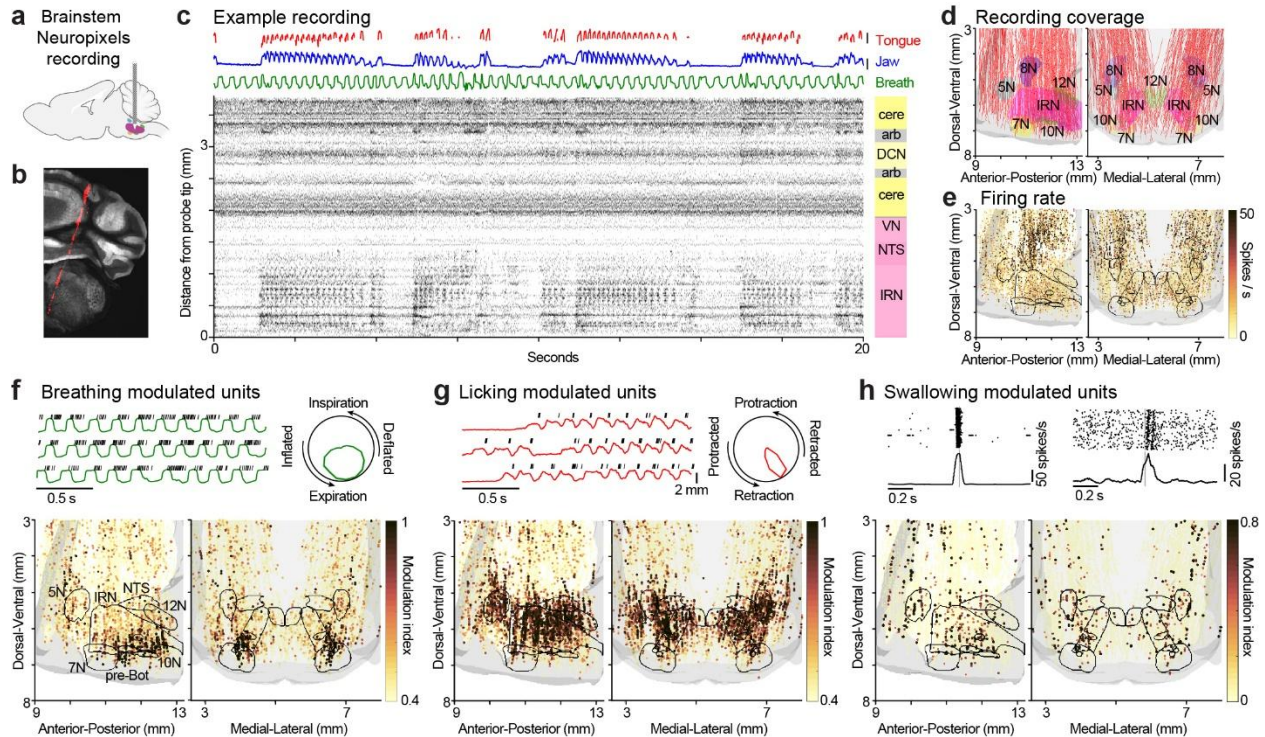 a
Brainstem
Neuropixels
recording
b
c Example recording
Tongue
Jaw
Breath
Distance from probe tip (mm)
3
0
cere
arb
DCN
arb
cere
VN
NTS
IRN
0
Seconds
20
d Recording coverage
Dorsal-Ventral (mm)
3
8
8N
5N
12N
IRN
7N
10N
8N
12N
5N
IRN
IRN
10N
10N
7N
7N
9
13
3
7
Anterior-Posterior (mm)
Medial-Lateral (mm)
e Firing rate
Dorsal-Ventral (mm)
3
8
9
13
3
7
Anterior-Posterior (mm)
Medial-Lateral (mm)
50
0
Spikes / s
f Breathing modulated units
0.5 s
Inspiration
Inflated
Deflated
Expiration
Dorsal-Ventral (mm)
3
8
5N
IRN
NTS
12N
7N
10N
pre-Bot
9
13
3
7
Anterior-Posterior (mm)
Medial-Lateral (mm)
1
0.4
Modulation index
g Licking modulated units
0.5 s
2 mm
Protraction
Protracted
Retracted
Retraction
Dorsal-Ventral (mm)
3
8
9
13
3
7
Anterior-Posterior (mm)
Medial-Lateral (mm)
1
0.4
Modulation index
h Swallowing modulated units
0.2 s
50 spikes/s
0.2 s
20 spikes/s
Dorsal-Ventral (mm)
3
8
9
13
3
7
Anterior-Posterior (mm)
Medial-Lateral (mm)
0.8
0
Modulation index